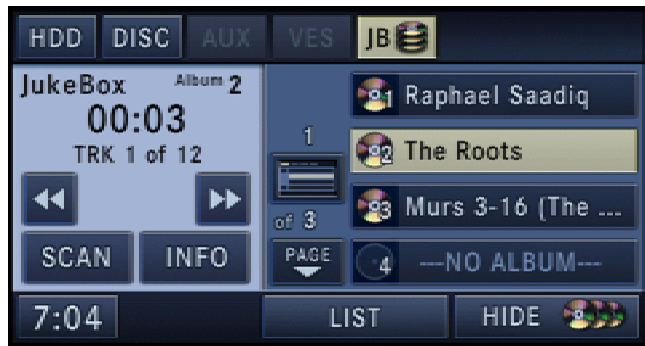 HDD DISC AUX VES JB
JukeBox Album 2
00:03
TRK 1 of 12
SCAN INFO
1
of 3
PAGE
1 Raphael Saadiq
2 The Roots
3 Murs 3-16 (The ...
4 ---NO ALBUM---
7:04 LIST HIDE